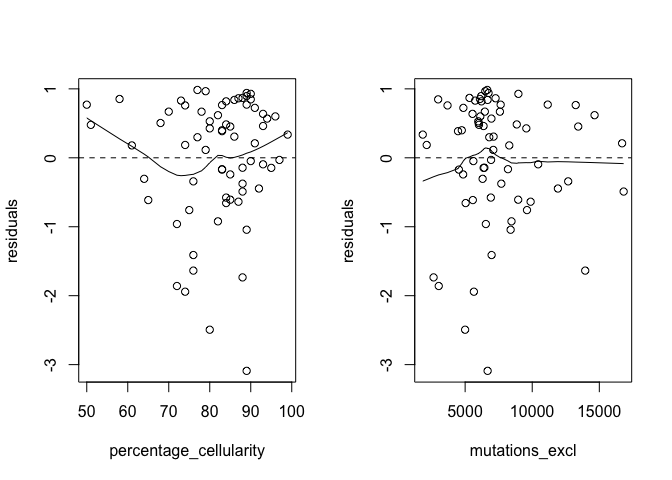 1
0
-1
-2
-3
residuals
50 60 70 80 90 100
percentage_cellularity
1
0
-1
-2
-3
residuals
5000 10000 15000
mutations_excl